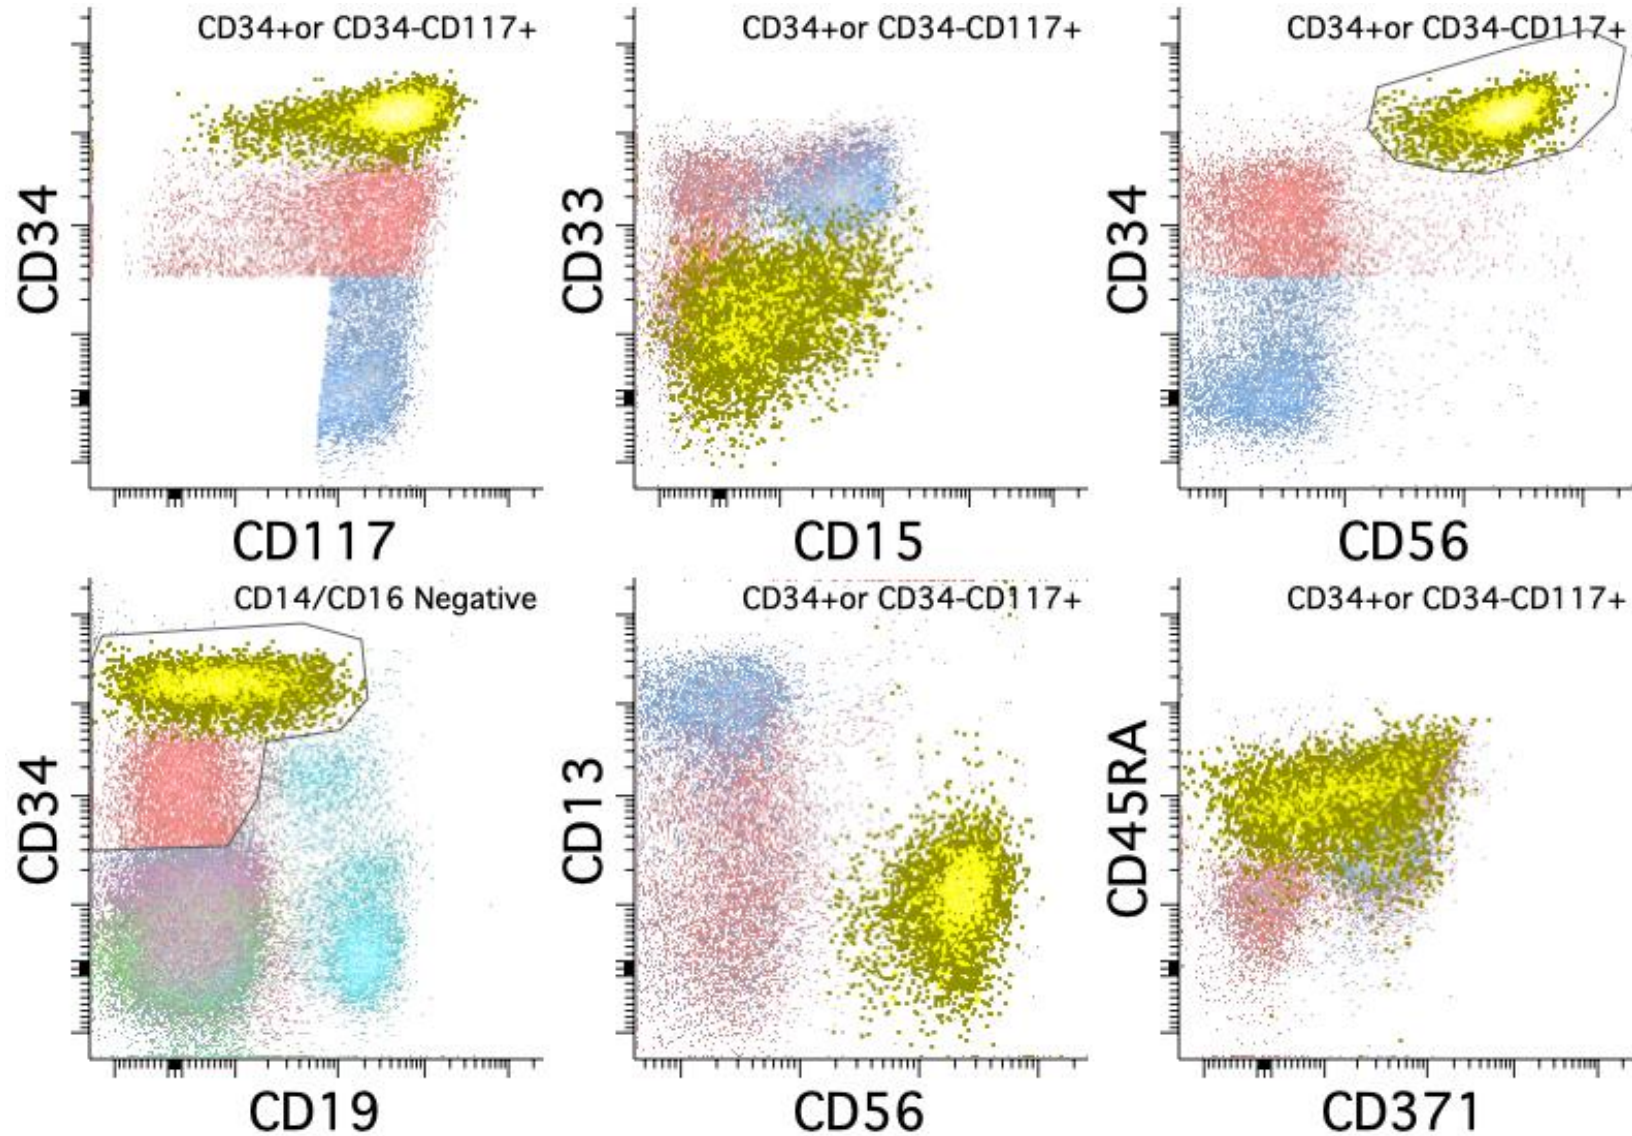 CD34+or CD34-CD117+
CD34
CD117
CD34+or CD34-CD117+
CD33
CD15
CD34+or CD34-CD117+
CD34
CD56
CD14/CD16 Negative
CD34
CD19
CD34+or CD34-CD117+
CD13
CD56
CD34+or CD34-CD117+
CD45RA
CD371